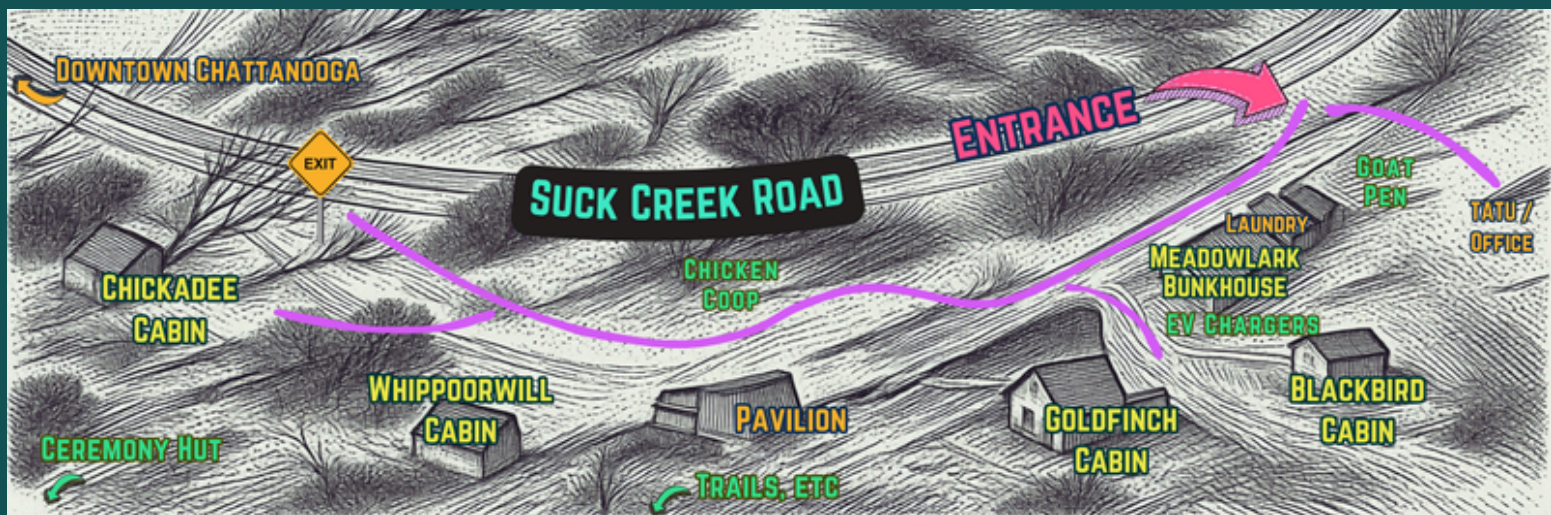 Downtown Chattanooga
EXIT
Suck Creek Road
Entrance
Goat
Pen
Tatu /
Office
Laundry
Meadowlark
Bunkhouse
EV Chargers
Chicken
Coop
Chickadee
Cabin
Whippoorwill
Cabin
Pavilion
Goldfinch
Cabin
Blackbird
Cabin
Ceremony Hut
Trails, etc